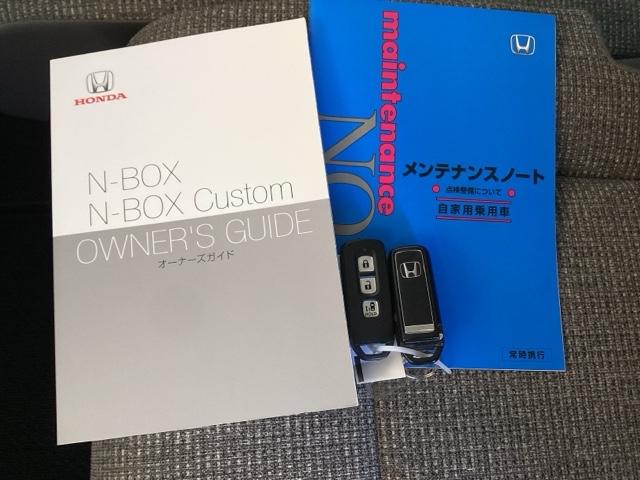 HONDA
N-BOX
N-BOX Custom
OWNER'S GUIDE
オーナーズガイド
maintenance
NO
メンテナンスノート
点検整備について
自家用乗用車
常時携行
HOLD